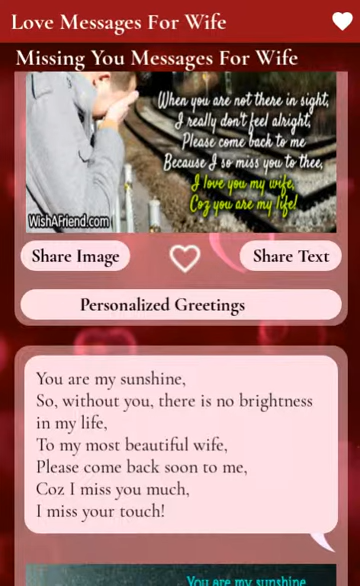 Love Messages For Wife
Missing You Messages For Wife
When you are not there in sight,
I really don't feel alright,
Please come back to me
Because I so miss you to thee,
I love you my wife,
Coz you are my life!
WishAFriend.com
Share Image
Share Text
Personalized Greetings
You are my sunshine,
So, without you, there is no brightness
in my life,
To my most beautiful wife,
Please come back soon to me,
Coz I miss you much,
I miss your touch!
You are my sunshine